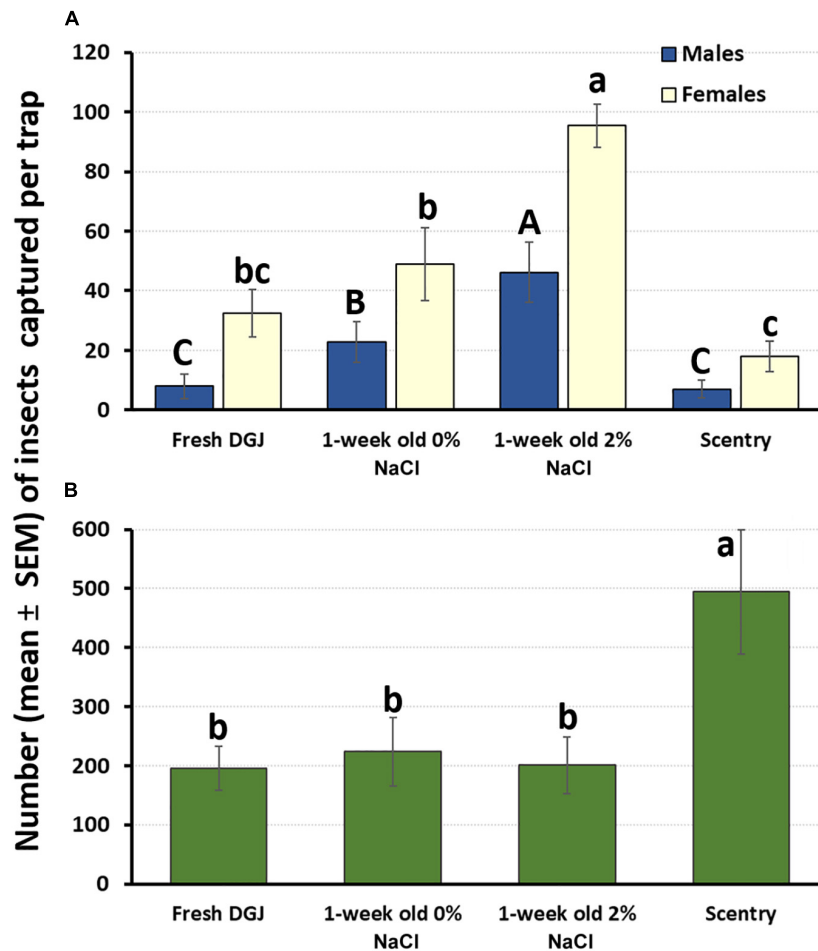 A
Number (mean ± SEM) of insects captured per trap
120
100
80
60
40
20
0
Males
Females
C
bc
B
b
A
a
C
c
Fresh DGJ
1-week old 0%
NaCl
1-week old 2%
NaCl
Scentry
B
600
500
400
300
200
100
0
b
b
b
a
Fresh DGJ
1-week old 0%
NaCl
1-week old 2%
NaCl
Scentry